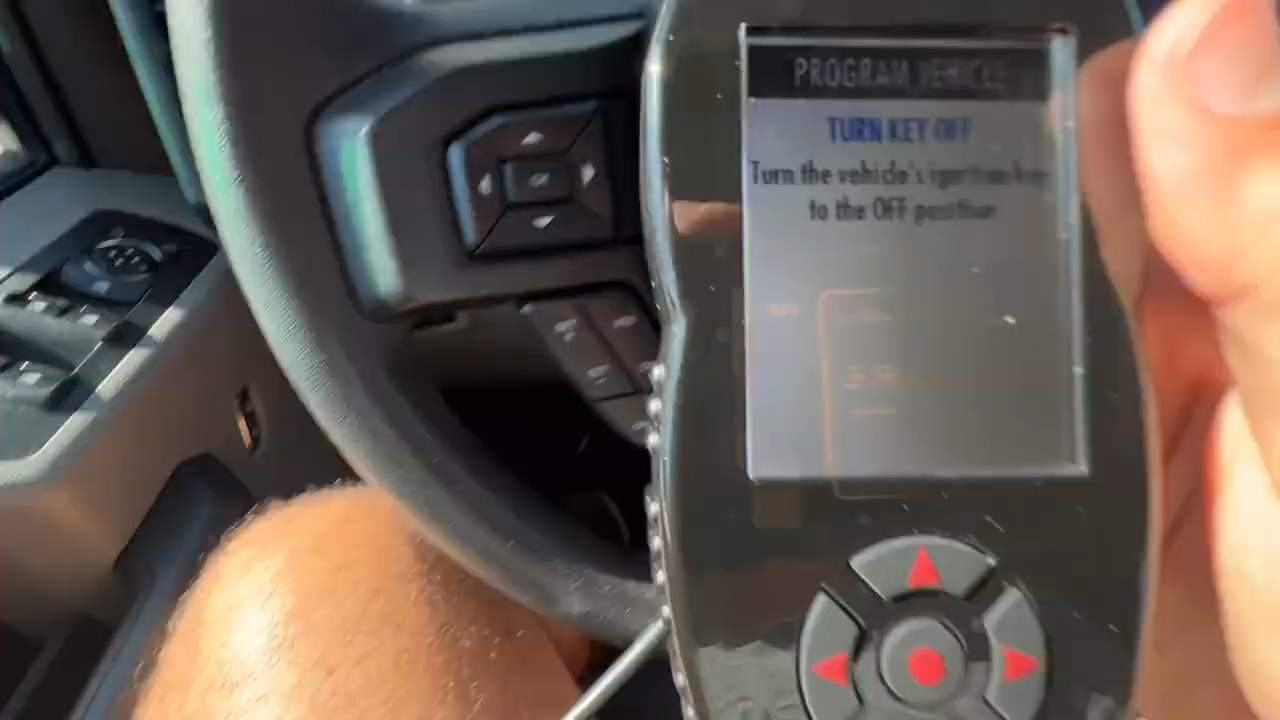 PROGRAM VEHICLE
TURN KEY OFF
Turn the vehicle's ignition key
to the OFF position